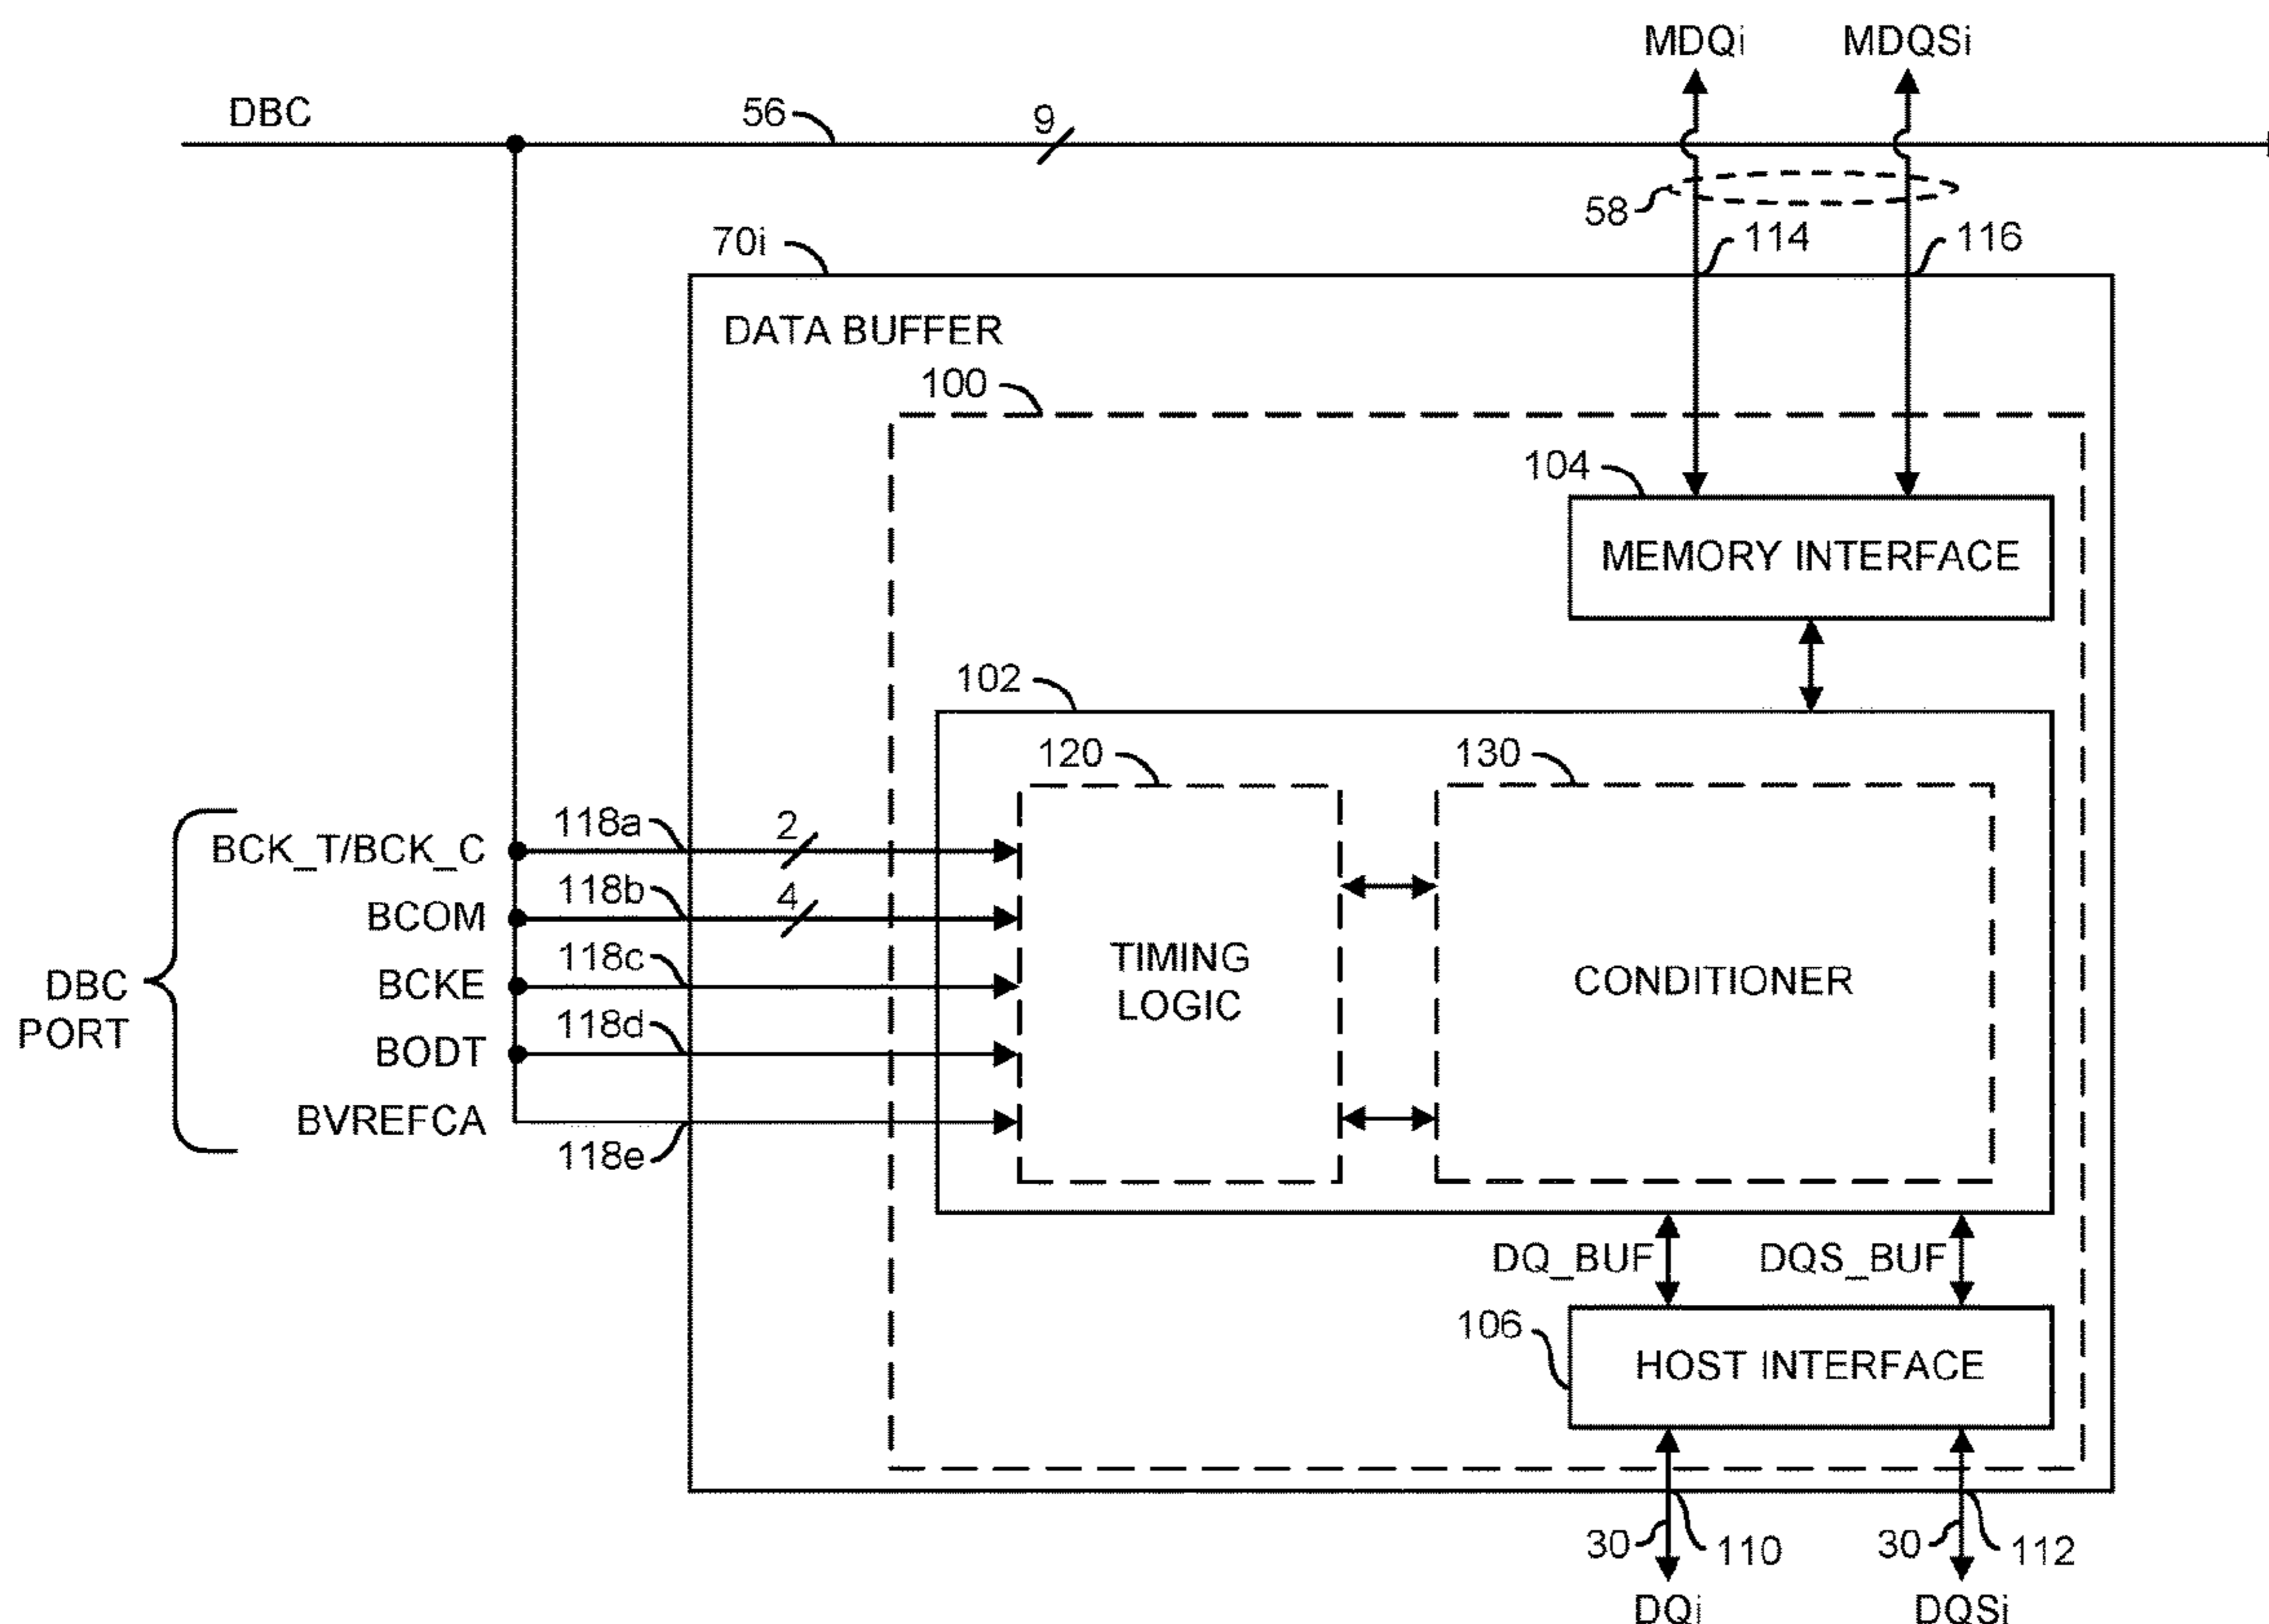 MDQi MDQSi
DBC 56 9
58
70i 114 116
DATA BUFFER
100
104
MEMORY INTERFACE
102
120 130
118a 2
BCK_T/BCK_C
118b 4
BCOM
118c
BCKE
TIMING
LOGIC
CONDITIONER
DBC
PORT
118d
BODT
BVREFCA
118e
DQ_BUF DQS_BUF
106
HOST INTERFACE
30 110 30 112
DQi DQSi